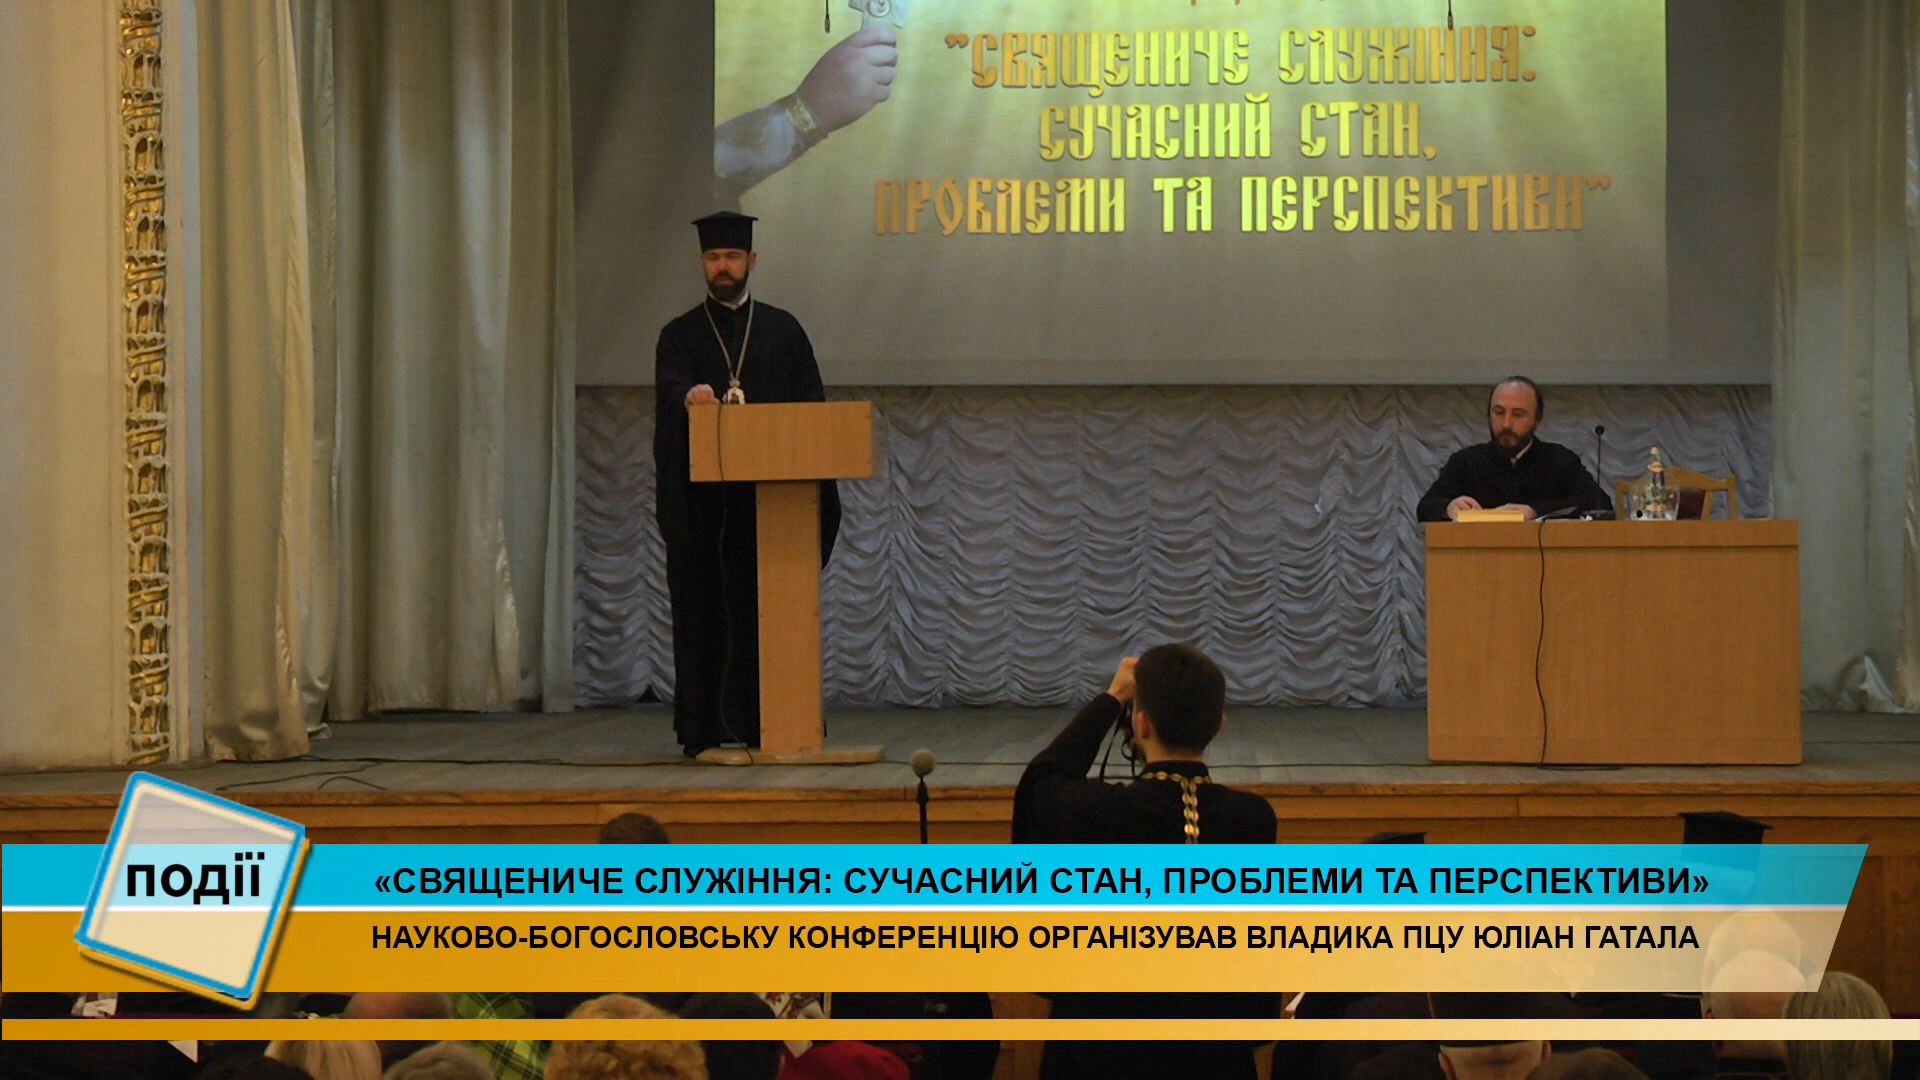 "СВЯЩЕНИЧЕ СЛУЖІННЯ:
СУЧАСНИЙ СТАН,
ПРОБЛЕМИ ТА ПЕРСПЕКТИВИ"
події
«СВЯЩЕНИЧЕ СЛУЖІННЯ: СУЧАСНИЙ СТАН, ПРОБЛЕМИ ТА ПЕРСПЕКТИВИ»
НАУКОВО-БОГОСЛОВСЬКУ КОНФЕРЕНЦІЮ ОРГАНІЗУВАВ ВЛАДИКА ПЦУ ЮЛІАН ГАТАЛА